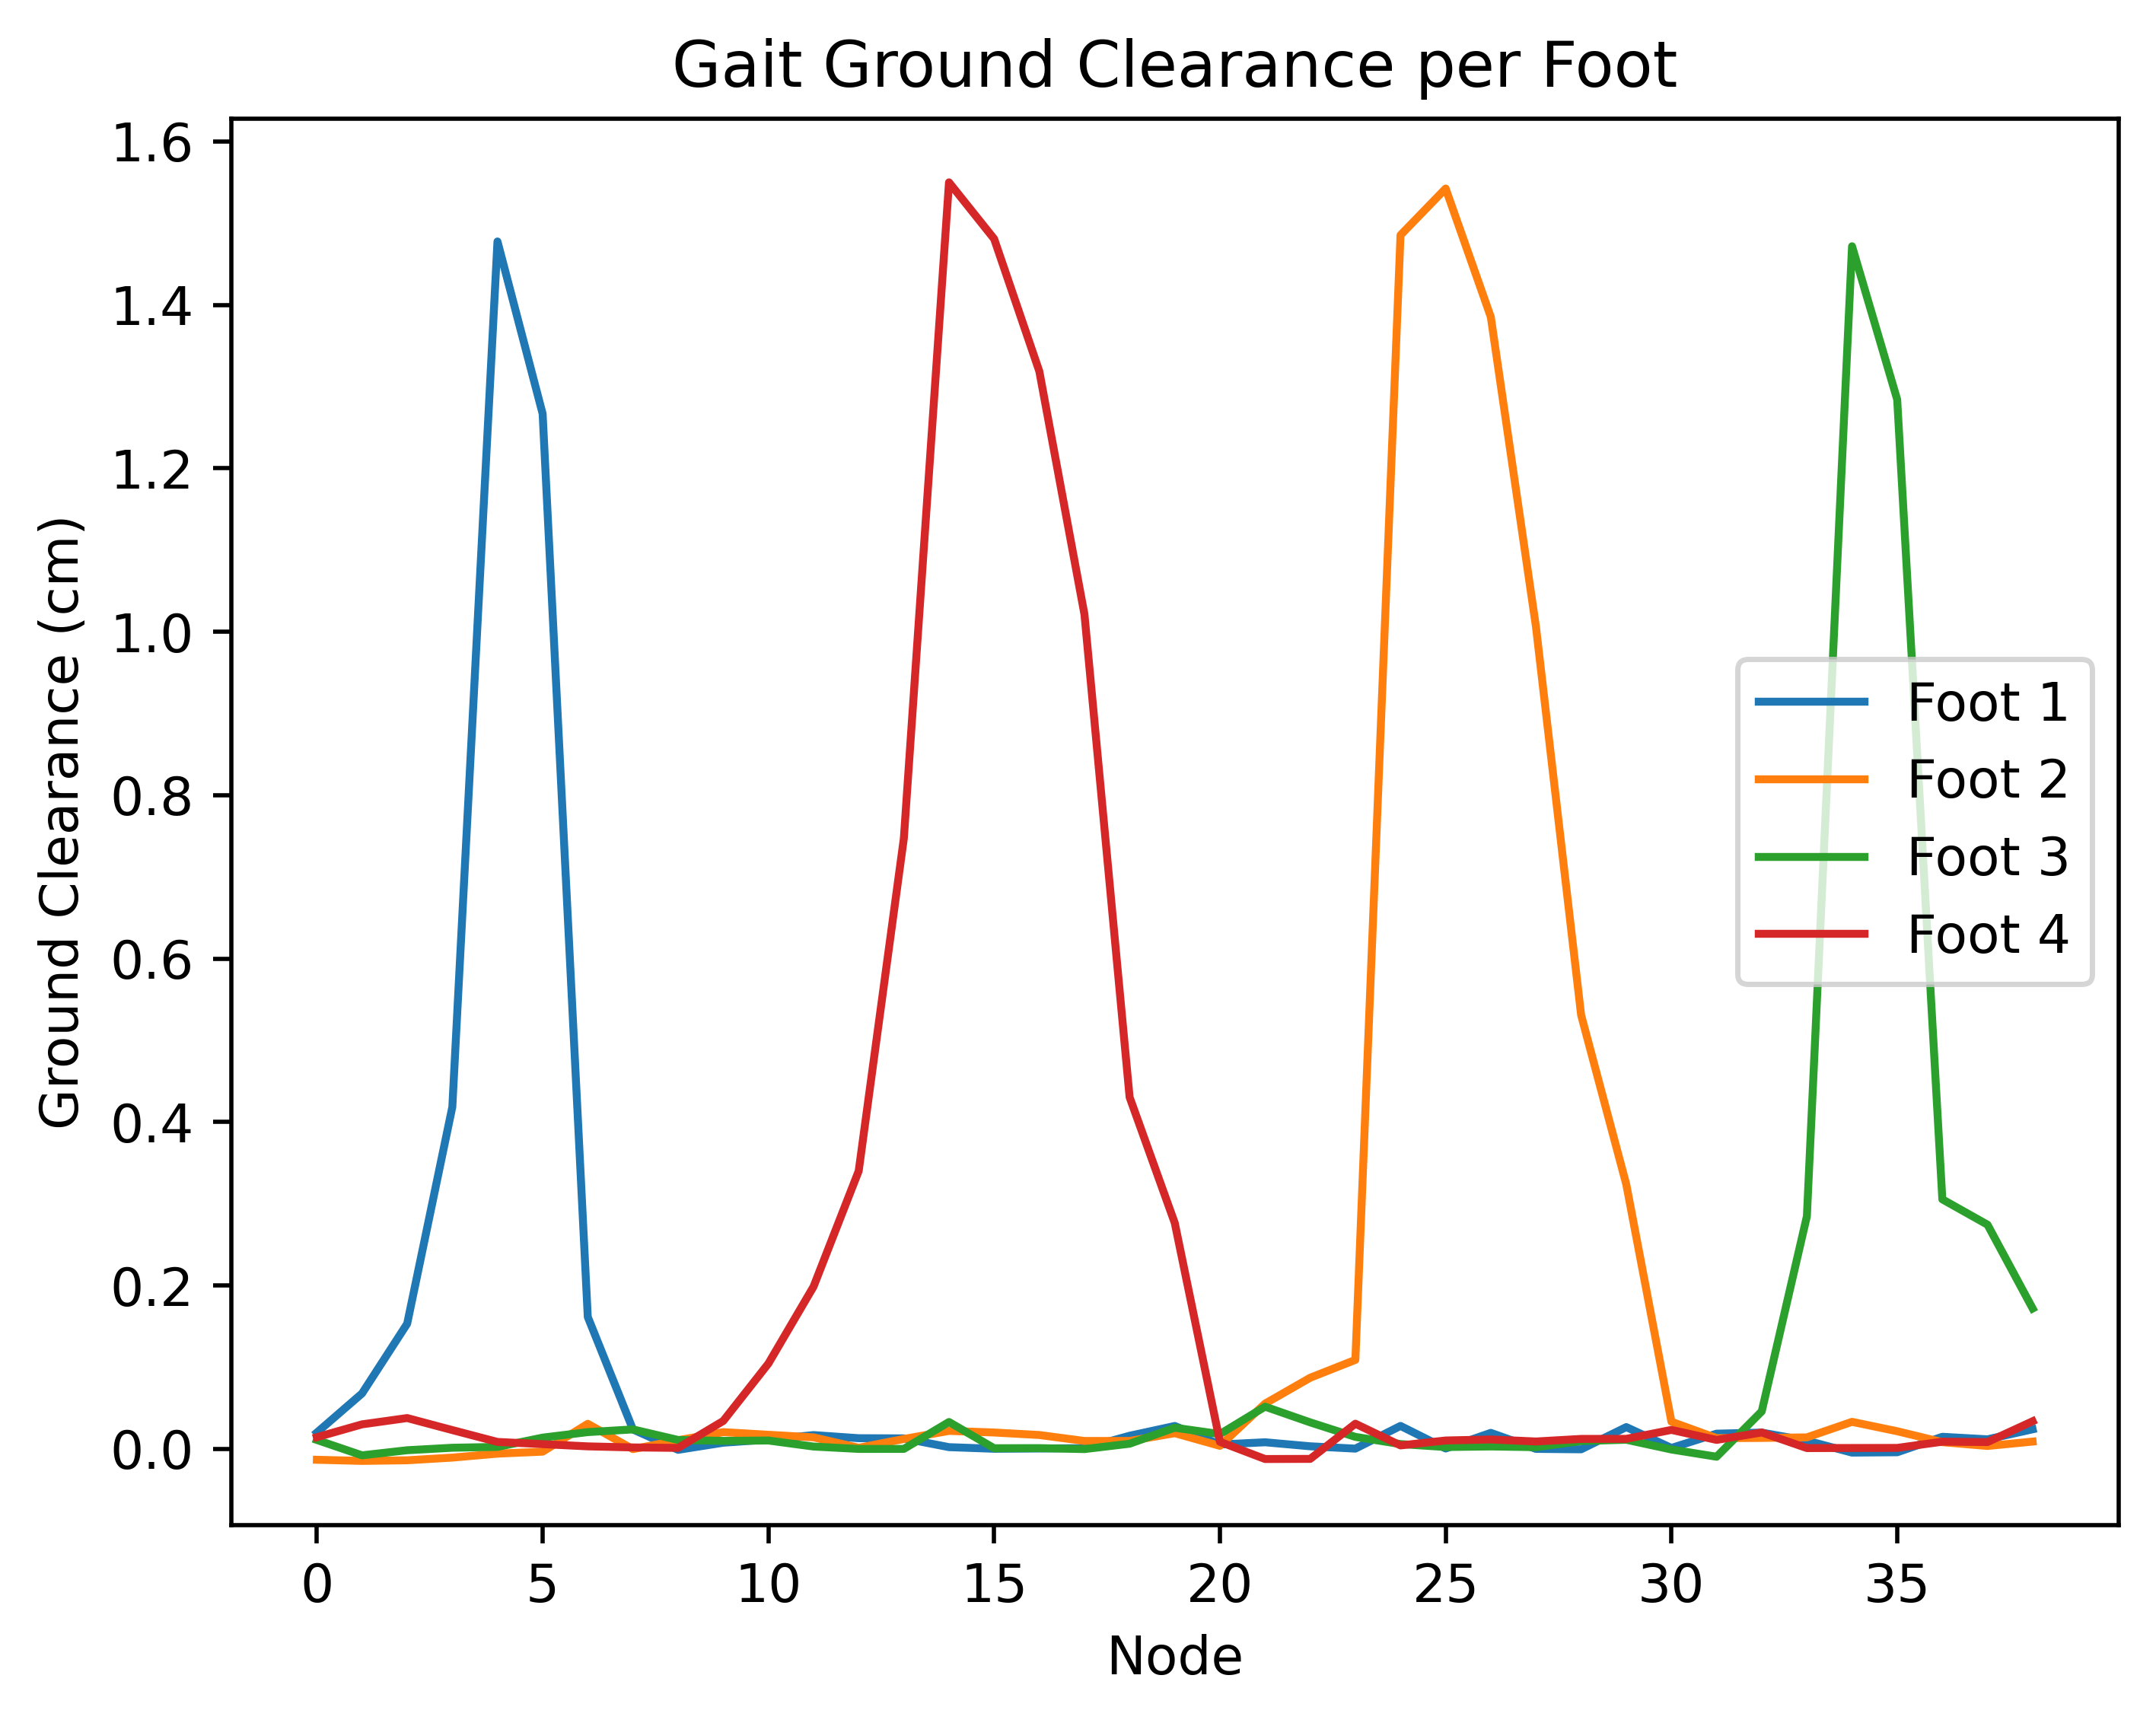 Gait Ground Clearance per Foot
Ground Clearance (cm)
1.6
1.4
1.2
1.0
0.8
0.6
0.4
0.2
0.0
Foot 1
Foot 2
Foot 3
Foot 4
0 5 10 15 20 25 30 35
Node